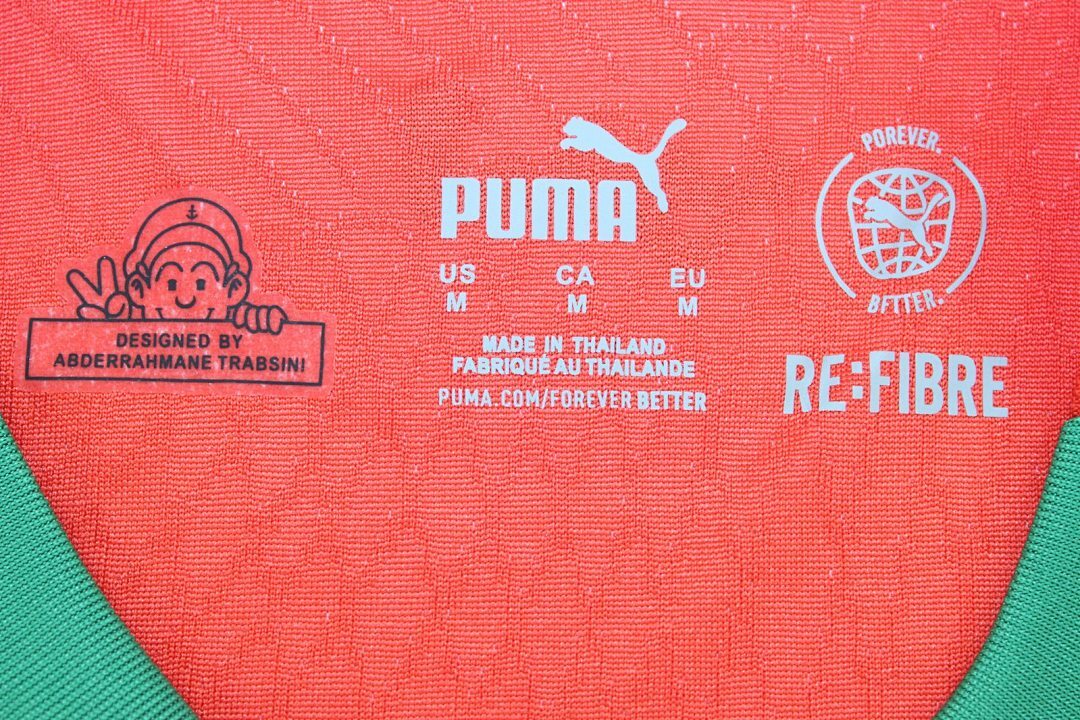 DESIGNED BY
ABDERRAHMANE TRABSINI
PUMA
US CA EU
M M M
MADE IN THAILAND
FABRIQUÉ AU THAILANDE
PUMA.COM/FOREVER BETTER
POREVER.
BETTER.
RE:FIBRE